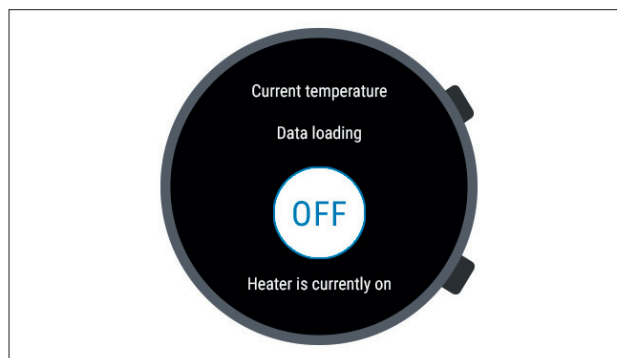 Current temperature
Data loading
OFF
Heater is currently on